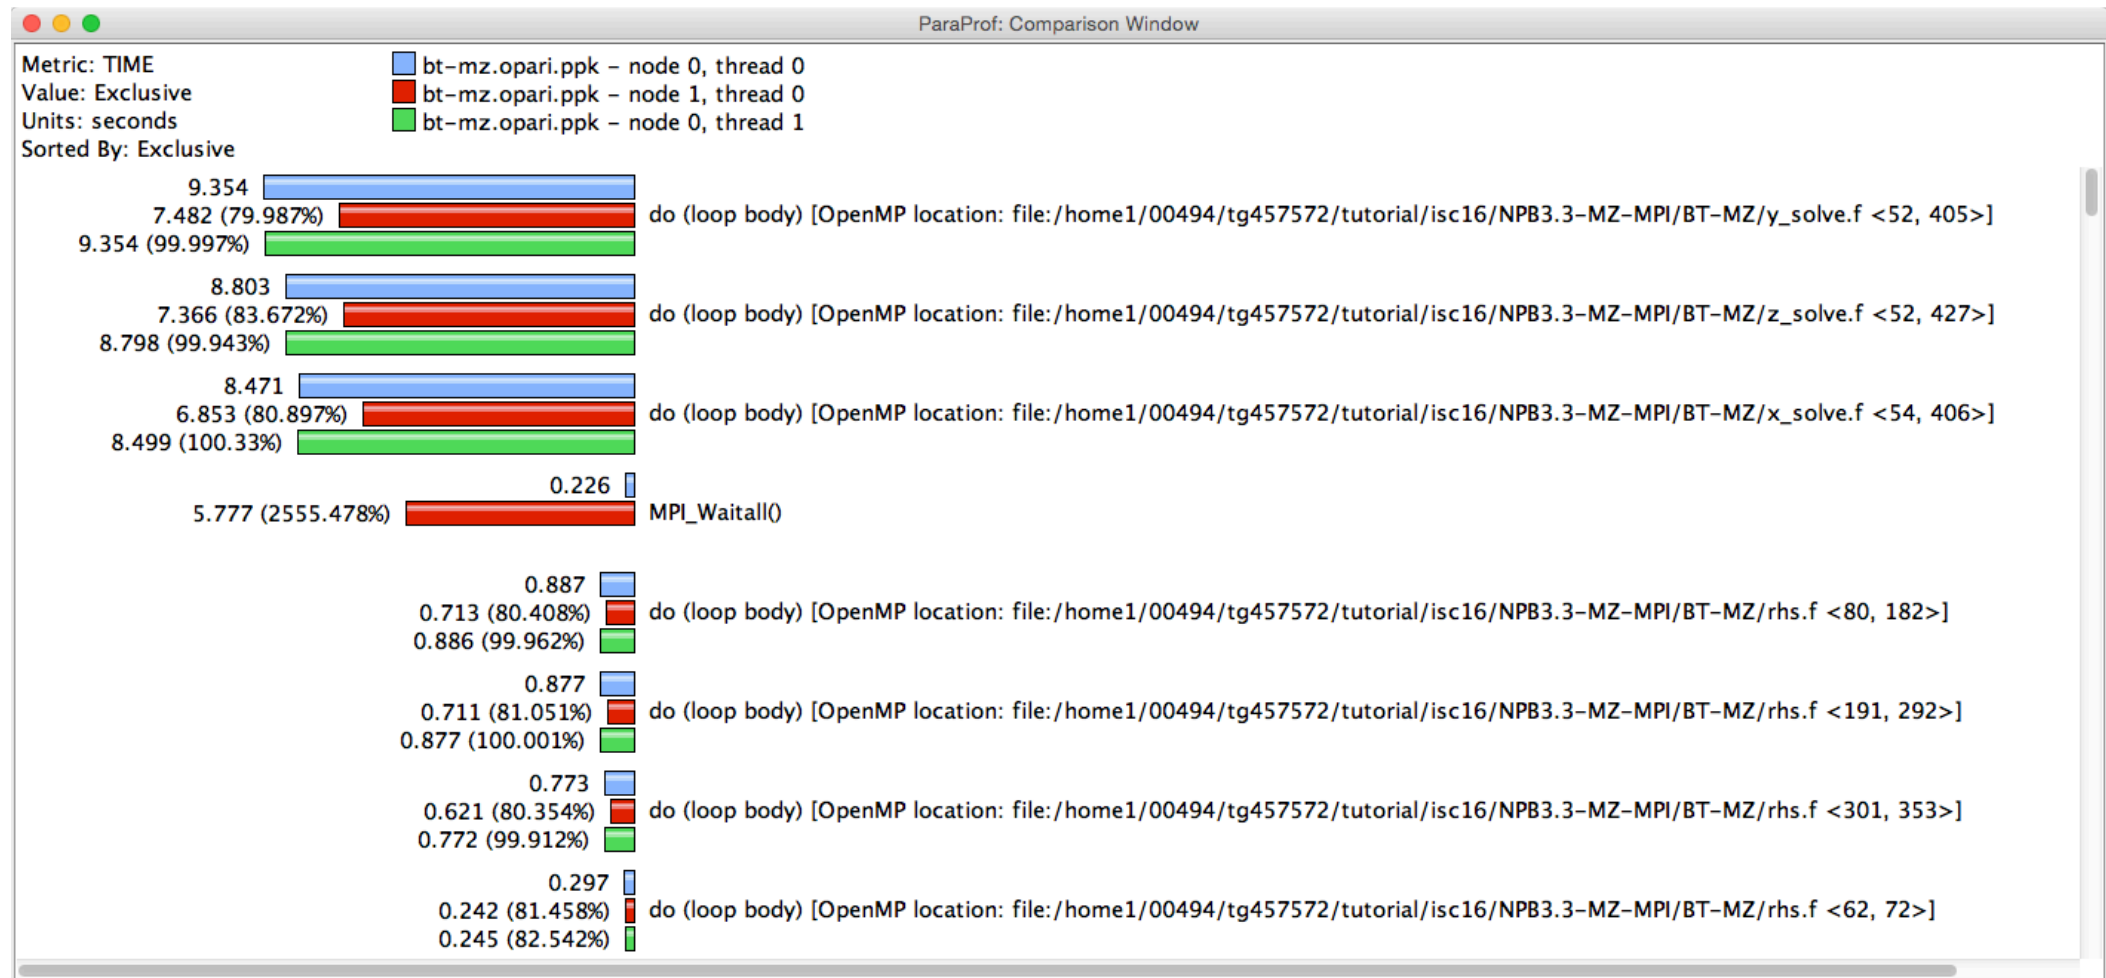 ParaProf: Comparison Window
Metric: TIME
Value: Exclusive
Units: seconds
Sorted By: Exclusive
bt-mz.opari.ppk – node 0, thread 0
bt-mz.opari.ppk – node 1, thread 0
bt-mz.opari.ppk – node 0, thread 1
9.354
7.482 (79.987%)
9.354 (99.997%)
do (loop body) [OpenMP location: file:/home1/00494/tg457572/tutorial/isc16/NPB3.3-MZ-MPI/BT-MZ/y_solve.f <52, 405>]
8.803
7.366 (83.672%)
8.798 (99.943%)
do (loop body) [OpenMP location: file:/home1/00494/tg457572/tutorial/isc16/NPB3.3-MZ-MPI/BT-MZ/z_solve.f <52, 427>]
8.471
6.853 (80.897%)
8.499 (100.33%)
do (loop body) [OpenMP location: file:/home1/00494/tg457572/tutorial/isc16/NPB3.3-MZ-MPI/BT-MZ/x_solve.f <54, 406>]
0.226
5.777 (2555.478%)
MPI_Waitall()
0.887
0.713 (80.408%)
0.886 (99.962%)
do (loop body) [OpenMP location: file:/home1/00494/tg457572/tutorial/isc16/NPB3.3-MZ-MPI/BT-MZ/rhs.f <80, 182>]
0.877
0.711 (81.051%)
0.877 (100.001%)
do (loop body) [OpenMP location: file:/home1/00494/tg457572/tutorial/isc16/NPB3.3-MZ-MPI/BT-MZ/rhs.f <191, 292>]
0.773
0.621 (80.354%)
0.772 (99.912%)
do (loop body) [OpenMP location: file:/home1/00494/tg457572/tutorial/isc16/NPB3.3-MZ-MPI/BT-MZ/rhs.f <301, 353>]
0.297
0.242 (81.458%)
0.245 (82.542%)
do (loop body) [OpenMP location: file:/home1/00494/tg457572/tutorial/isc16/NPB3.3-MZ-MPI/BT-MZ/rhs.f <62, 72>]